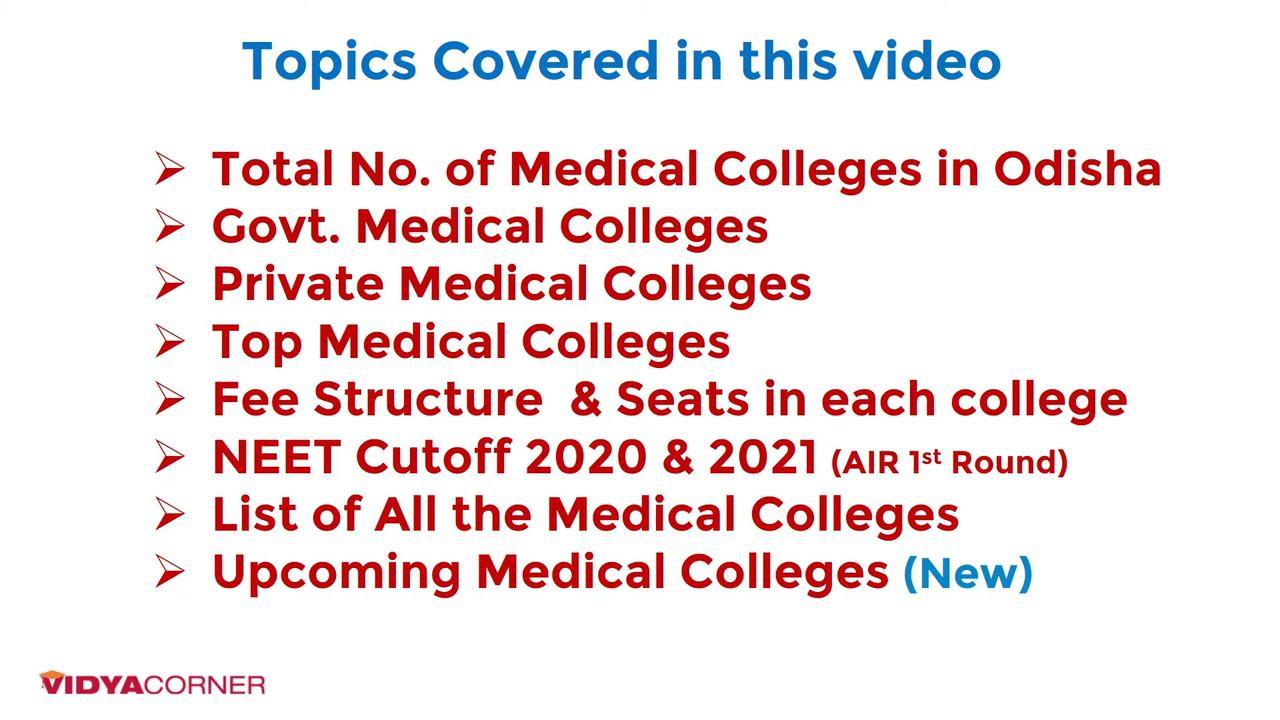 Topics Covered in this video
Total No. of Medical Colleges in Odisha
Govt. Medical Colleges
Private Medical Colleges
Top Medical Colleges
Fee Structure & Seats in each college
NEET Cutoff 2020 & 2021 (AIR 1st Round)
List of All the Medical Colleges
Upcoming Medical Colleges (New)
VIDYACORNER